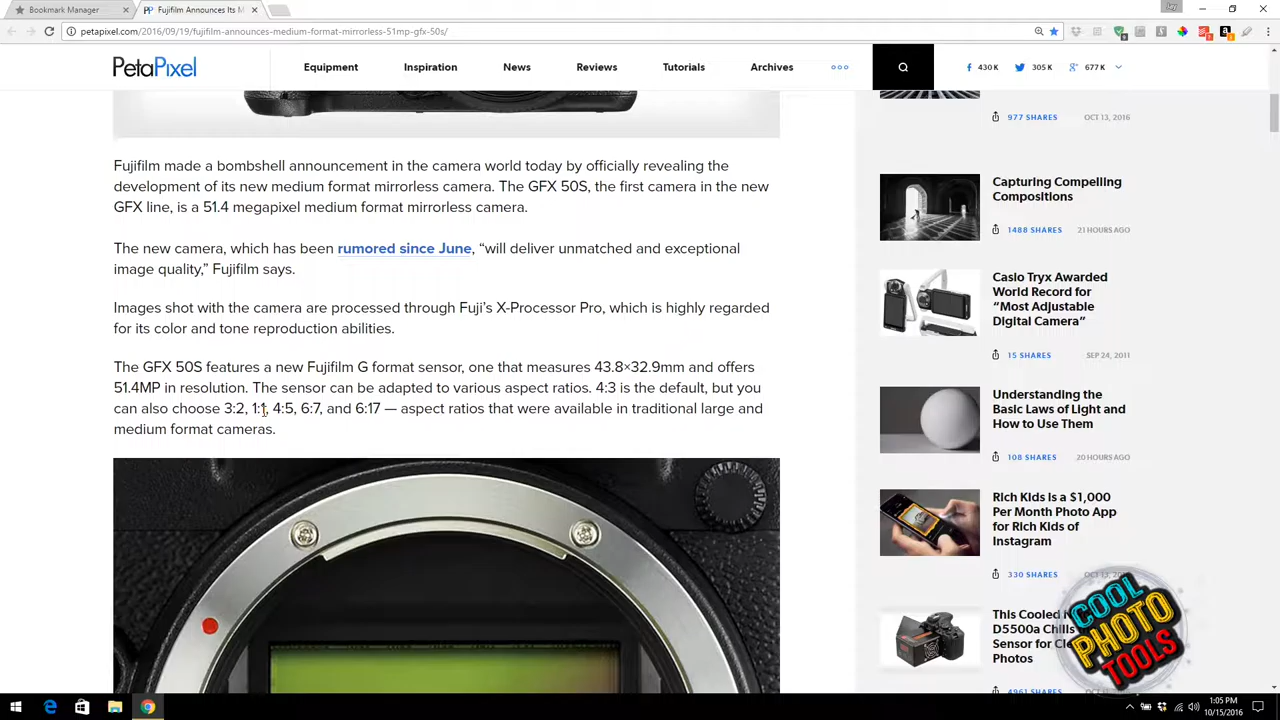 Bookmark Manager
Fujifilm Announces Its M
Jay
petapixel.com/2016/09/19/fujifilm-announces-medium-format-mirrorless-51mp-gfx-50s/
PetaPixel
Equipment
Inspiration
News
Reviews
Tutorials
Archives
430 K
305 K
677 K
Fujifilm made a bombshell announcement in the camera world today by officially revealing the
development of its new medium format mirrorless camera. The GFX 50S, the first camera in the new
GFX line, is a 51.4 megapixel medium format mirrorless camera.
The new camera, which has been rumored since June, “will deliver unmatched and exceptional
image quality,” Fujifilm says.
Images shot with the camera are processed through Fuji’s X-Processor Pro, which is highly regarded
for its color and tone reproduction abilities.
The GFX 50S features a new Fujifilm G format sensor, one that measures 43.8×32.9mm and offers
51.4MP in resolution. The sensor can be adapted to various aspect ratios. 4:3 is the default, but you
can also choose 3:2, 1:1, 4:5, 6:7, and 6:17 — aspect ratios that were available in traditional large and
medium format cameras.
977 SHARES
OCT 13, 2016
Capturing Compelling
Compositions
1488 SHARES
21 HOURS AGO
Casio Tryx Awarded
World Record for
“Most Adjustable
Digital Camera”
15 SHARES
SEP 24, 2011
Understanding the
Basic Laws of Light and
How to Use Them
108 SHARES
20 HOURS AGO
Rich Kids Is a $1,000
Per Month Photo App
for Rich Kids of
Instagram
330 SHARES
OCT 13,
This Cooled
D5500a Chills
Sensor for
Photos
4961 SHARES
COOL
PHOTO
TOOLS
1:05 PM
10/15/2016